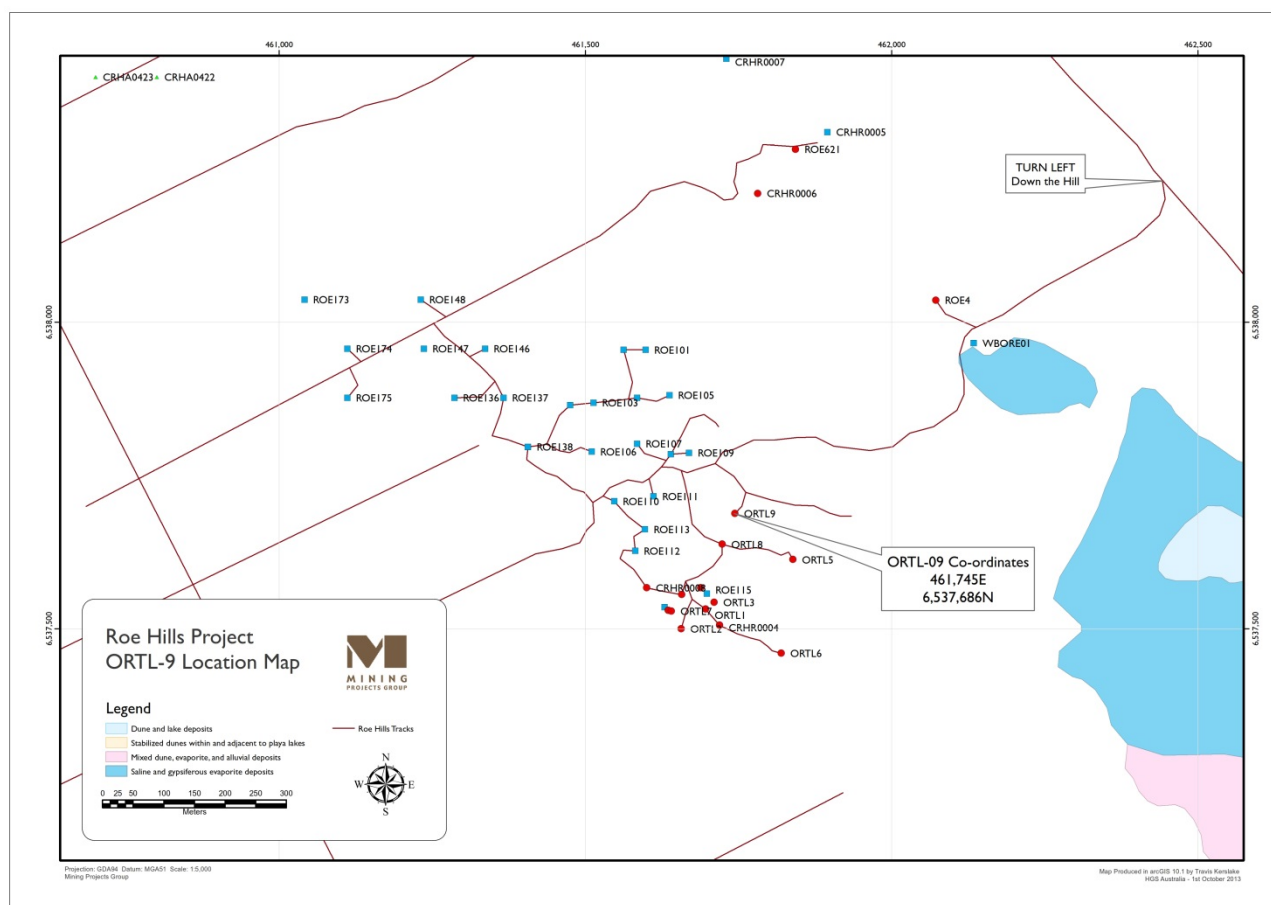 461,000
461,500
462,000
462,500
CRHA0423
CRHA0422
CRHR0007
CRHR0005
ROE621
TURN LEFT
Down the Hill
CRHR0006
ROE173
ROE148
ROE4
6,538,000
6,538,000
WBORE01
ROE174
ROE147
ROE146
ROE101
ROE175
ROE136
ROE137
ROE103
ROE105
ROE138
ROE106
ROE107
ROE109
ROE110
ROE111
ORTL9
ROE113
ROE112
ORTL8
ORTL5
ORTL-09 Co-ordinates
461,745E
6,537,686N
CRHR0008
ROE115
ORTL3
ORTL7
ORTL1
ORTL2
CRHR0004
ORTL6
6,537,500
6,537,500
Roe Hills Project
ORTL-9 Location Map
M
MINING
PROJECTS GROUP
Legend
Dune and lake deposits
Stabilized dunes within and adjacent to playa lakes
Mixed dune, evaporite, and alluvial deposits
Saline and gypsiferous evaporite deposits
Roe Hills Tracks
N
W
E
S
0 25 50 100 150 200 250 300
Meters
Projection: GDA94 Datum: MGA51 Scale: 1:5,000
Mining Projects Group
Map Produced in arcGIS 10.1 by Travis Kerslake
HGS Australia - 1st October 2013